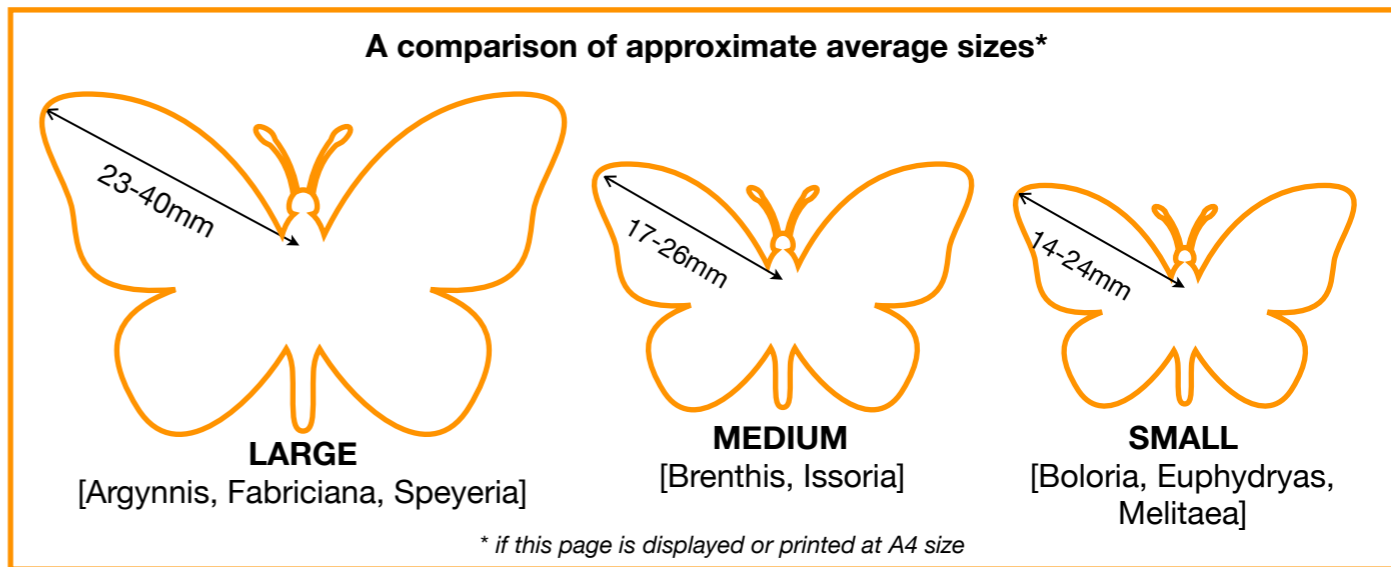 A comparison of approximate average sizes*
23-40mm
17-26mm
14-24mm
LARGE
[Argynnis, Fabriciana, Speyeria]
MEDIUM
[Brenthis, Issoria]
SMALL
[Boloria, Euphydryas,
Melitaea]
* if this page is displayed or printed at A4 size